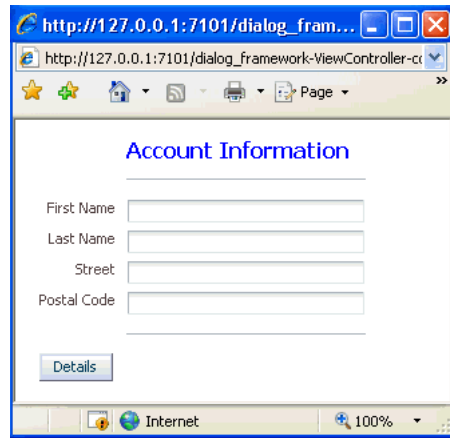 http://127.0.0.1:7101/dialog_fram...
http://127.0.0.1:7101/dialog_framework-ViewController-co
Page
»
Account Information
First Name
Last Name
Street
Postal Code
Details
Internet
100%